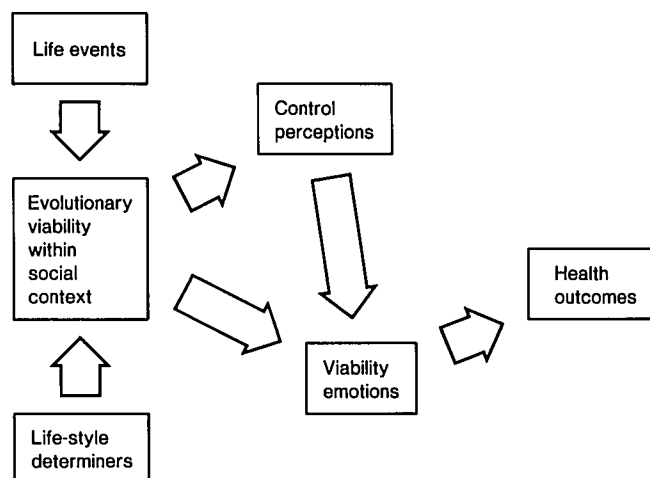 Life events
Control
perceptions
Evolutionary
viability
within
social
context
Health
outcomes
Viability
emotions
Life-style
determiners